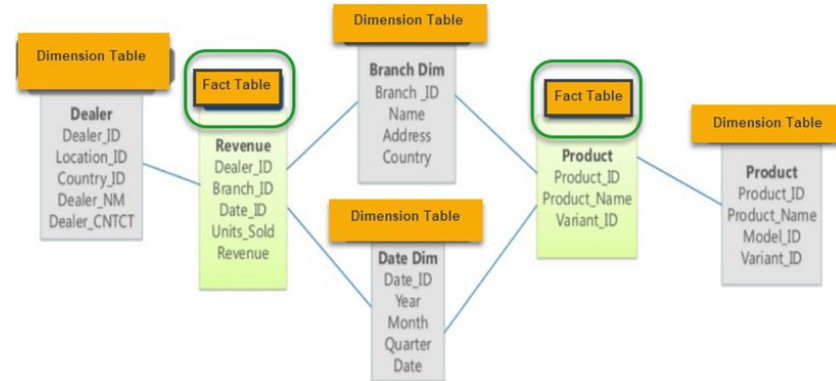 Dimension Table
Dealer
Dealer_ID
Location_ID
Country_ID
Dealer_NM
Dealer_CNTCT
Fact Table
Revenue
Dealer_ID
Branch_ID
Date_ID
Units_Sold
Revenue
Dimension Table
Branch Dim
Branch _ID
Name
Address
Country
Dimension Table
Date Dim
Date_ID
Year
Month
Quarter
Date
Fact Table
Product
Product_ID
Product_Name
Variant_ID
Dimension Table
Product
Product_ID
Product_Name
Model_ID
Variant_ID